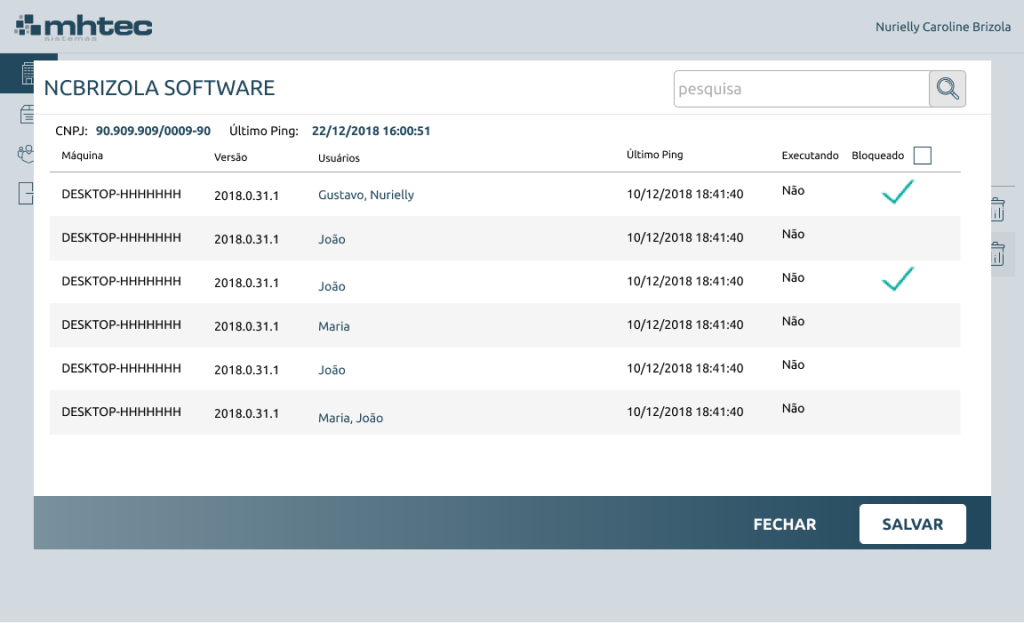 mhtec
sistemas
Nurielly Caroline Brizola
NCBRIZOLA SOFTWARE
pesquisa
CNPJ: 90.909.909/0009-90 Último Ping: 22/12/2018 16:00:51
Máquina Versão Usuários Último Ping Executando Bloqueado
DESKTOP-HHHHHHH 2018.0.31.1 Gustavo, Nurielly 10/12/2018 18:41:40 Não
DESKTOP-HHHHHHH 2018.0.31.1 João 10/12/2018 18:41:40 Não
DESKTOP-HHHHHHH 2018.0.31.1 João 10/12/2018 18:41:40 Não
DESKTOP-HHHHHHH 2018.0.31.1 Maria 10/12/2018 18:41:40 Não
DESKTOP-HHHHHHH 2018.0.31.1 João 10/12/2018 18:41:40 Não
DESKTOP-HHHHHHH 2018.0.31.1 Maria, João 10/12/2018 18:41:40 Não
FECHAR SALVAR